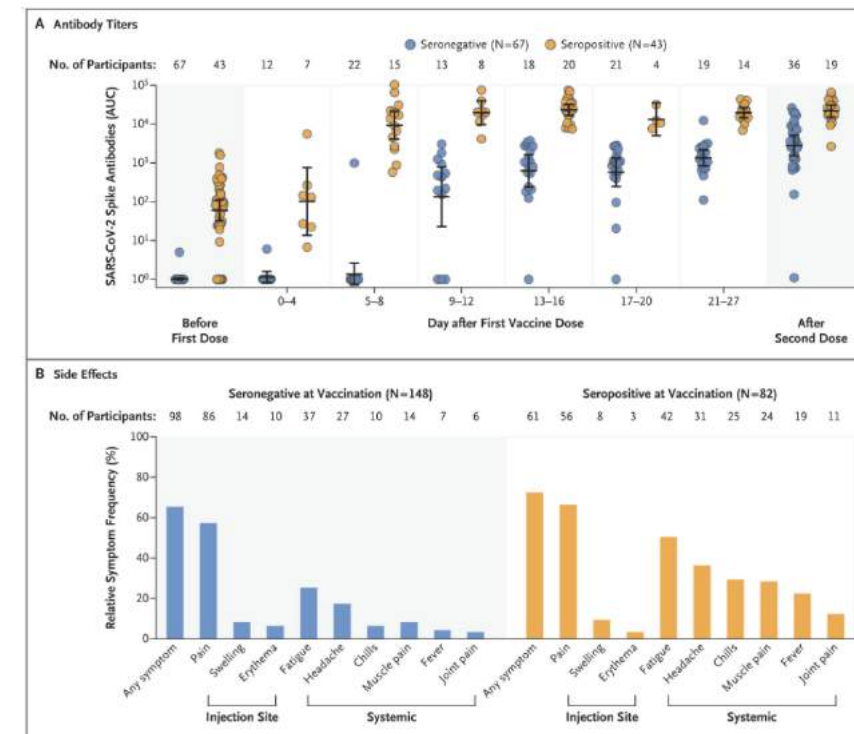 A Antibody Titers
Seronegative (N=67) Seropositive (N=43)
No. of Participants: 67 43 12 7 22 15 13 8 18 20 21 4 19 14 36 19
SARS-CoV-2 Spike Antibodies (AUC)
10⁵
10⁴
10³
10²
10¹
10⁰
0–4 5–8 9–12 13–16 17–20 21–27
Before First Dose
Day after First Vaccine Dose
After Second Dose
B Side Effects
Seronegative at Vaccination (N=148) Seropositive at Vaccination (N=82)
No. of Participants: 98 86 14 10 37 27 10 14 7 6 61 56 8 3 42 31 25 24 19 11
Relative Symptom Frequency (%)
100
80
60
40
20
0
Any symptom Pain Swelling Erythema Fatigue Headache Chills Muscle pain Fever Joint pain Any symptom Pain Swelling Erythema Fatigue Headache Chills Muscle pain Fever Joint pain
Injection Site Systemic Injection Site Systemic